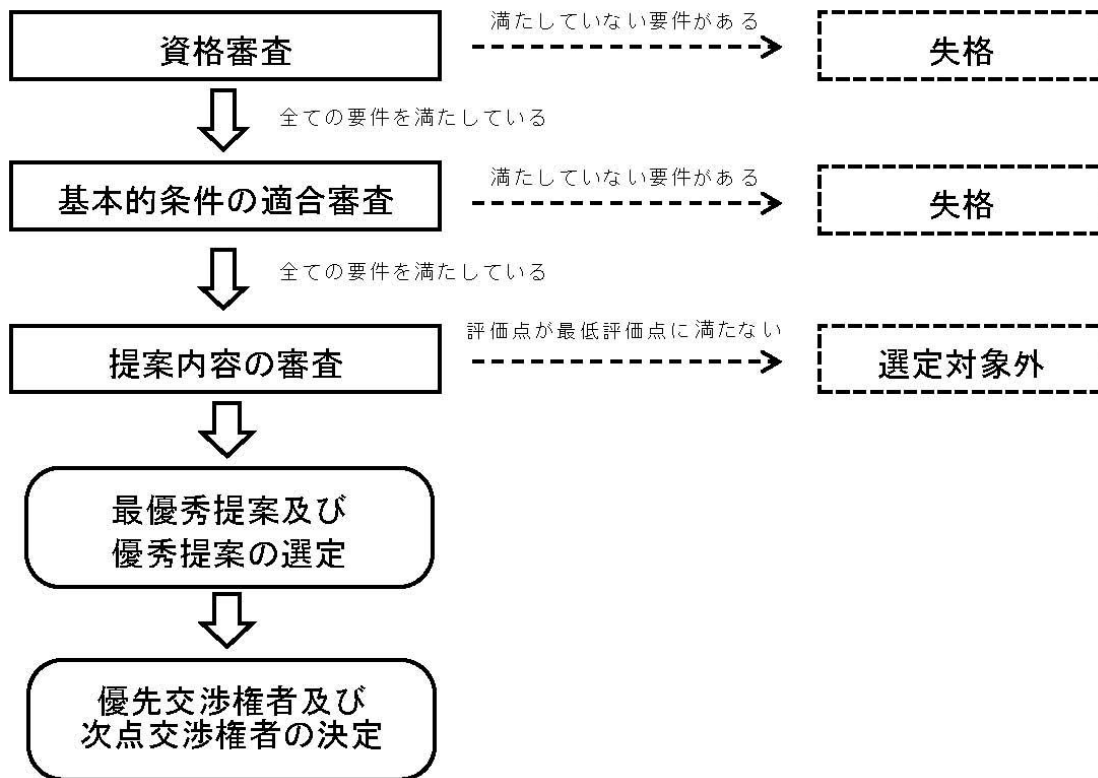 資格審査
満たしていない要件がある
失格
全ての要件を満たしている
基本的条件の適合審査
満たしていない要件がある
失格
全ての要件を満たしている
提案内容の審査
評価点が最低評価点に満たない
選定対象外
最優秀提案及び
優秀提案の選定
優先交渉権者及び
次点交渉権者の決定